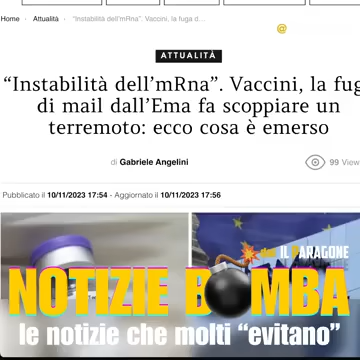 Home · Attualità · “Instabilità dell’mRna”. Vaccini, la fuga d…
@
ATTUALITÀ
“Instabilità dell’mRna”. Vaccini, la fug
di mail dall’Ema fa scoppiare un
terremoto: ecco cosa è emerso
di Gabriele Angelini
99 View
Pubblicato il 10/11/2023 17:54 - Aggiornato il 10/11/2023 17:56
IL PARAGONE
NOTIZIE BOMBA
le notizie che molti “evitano”